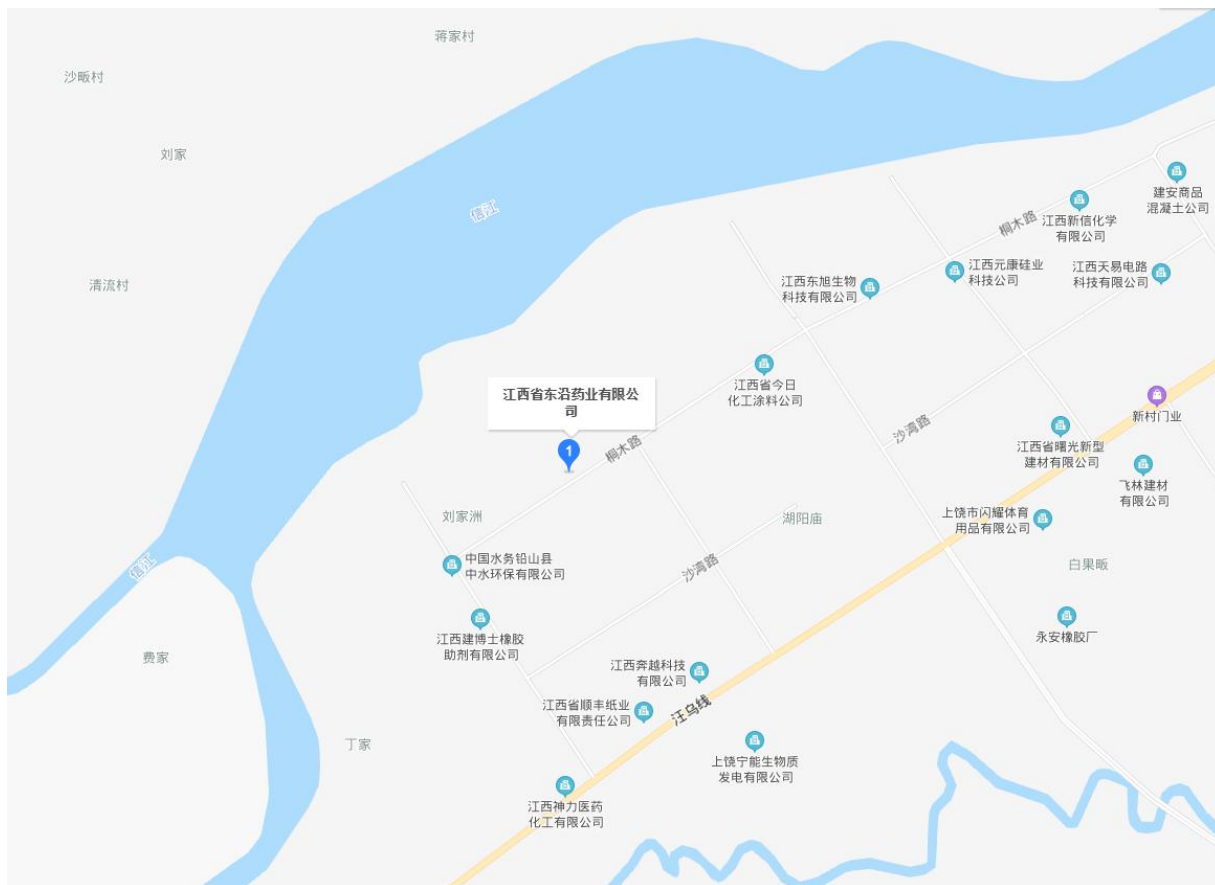 蒋家村
沙畈村
刘家
信江
清流村
建安商品
混凝土公司
江西新信化学
有限公司
桐木路
江西元康硅业
科技公司
江西天易电路
科技有限公司
江西东旭生物
科技有限公司
江西省今日
化工涂料公司
江西省东沿药业有限公
司
1
桐木路
沙湾路
新村门业
江西省曙光新型
建材有限公司
飞林建材
有限公司
上饶市闪耀体育
用品有限公司
刘家洲
湖阳庙
白果畈
信江
中国水务铅山县
中水环保有限公司
沙湾路
江西建博士橡胶
助剂有限公司
永安橡胶厂
费家
江西奔越科技
有限公司
江西省顺丰纸业
有限责任公司
汪乌线
丁家
上饶宁能生物质
发电有限公司
江西神力医药
化工有限公司